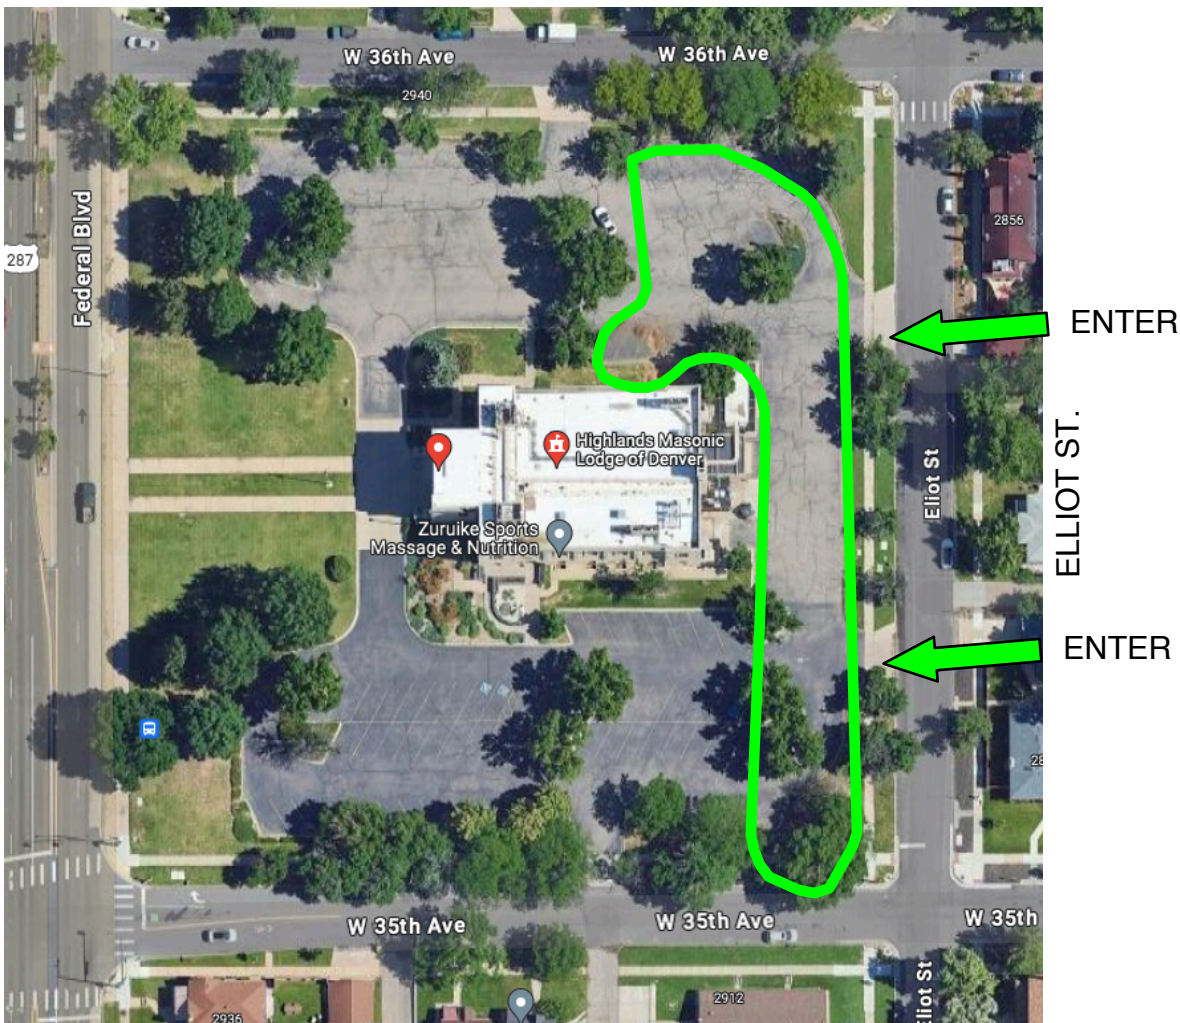 W 36th Ave
W 36th Ave
2940
Federal Blvd
287
2856
ENTER
Highlands Masonic
Lodge of Denver
Eliot St
ELLIOT ST.
Zuruike Sports
Massage & Nutrition
ENTER
28
W 35th Ave
W 35th Ave
W 35th
Eliot St
2912
2936